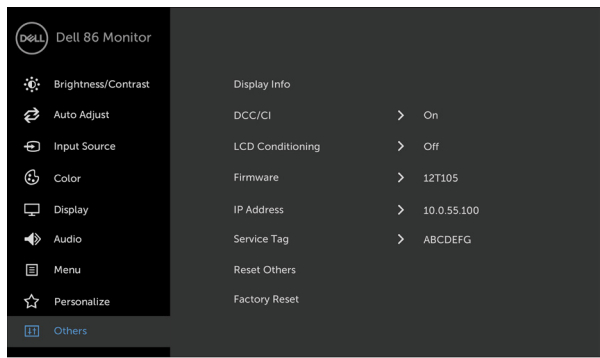 DELL Dell 86 Monitor
Brightness/Contrast
Display Info
Auto Adjust
DCC/CI > On
Input Source
LCD Conditioning > Off
Color
Firmware > 12T105
Display
IP Address > 10.0.55.100
Audio
Service Tag > ABCDEFG
Menu
Reset Others
Personalize
Factory Reset
Others